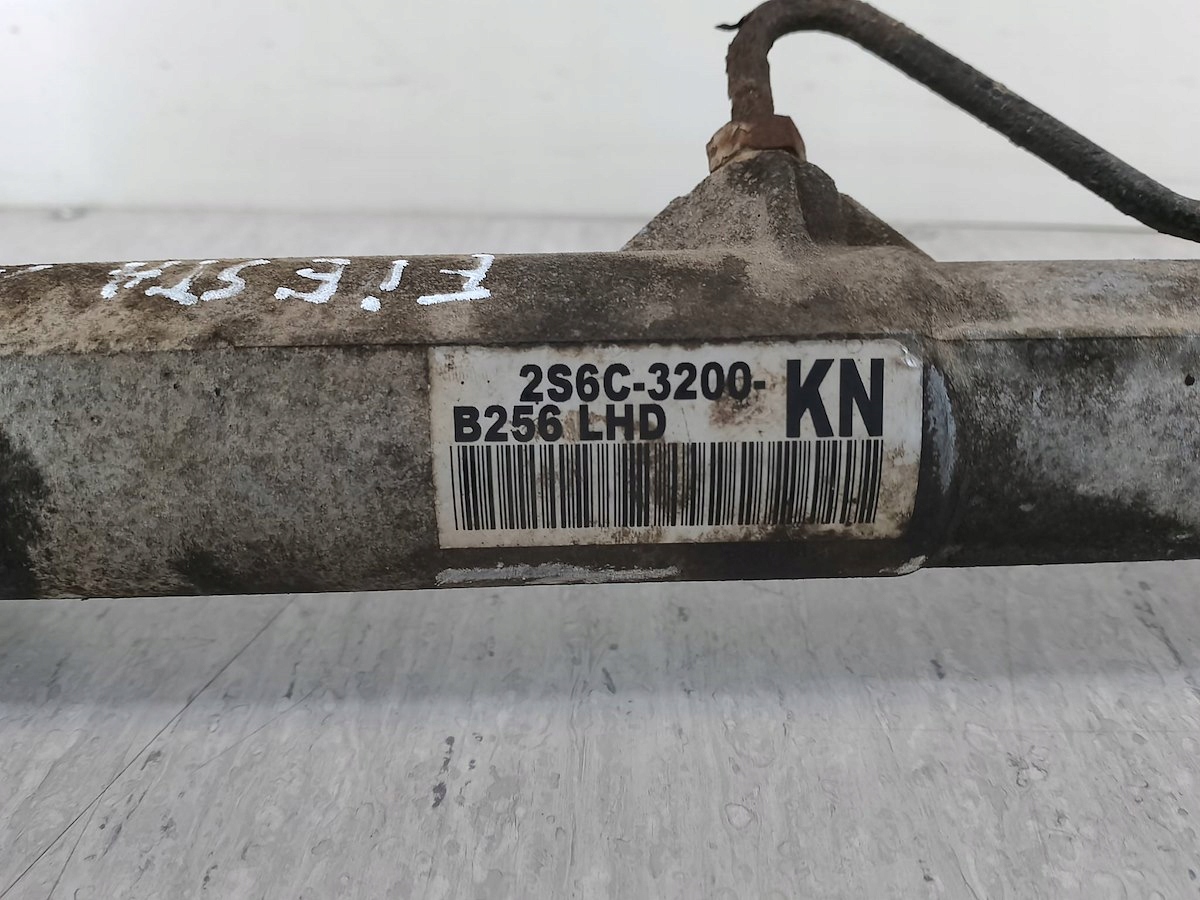 FiESTA
2S6C-3200-KN
B256 LHD